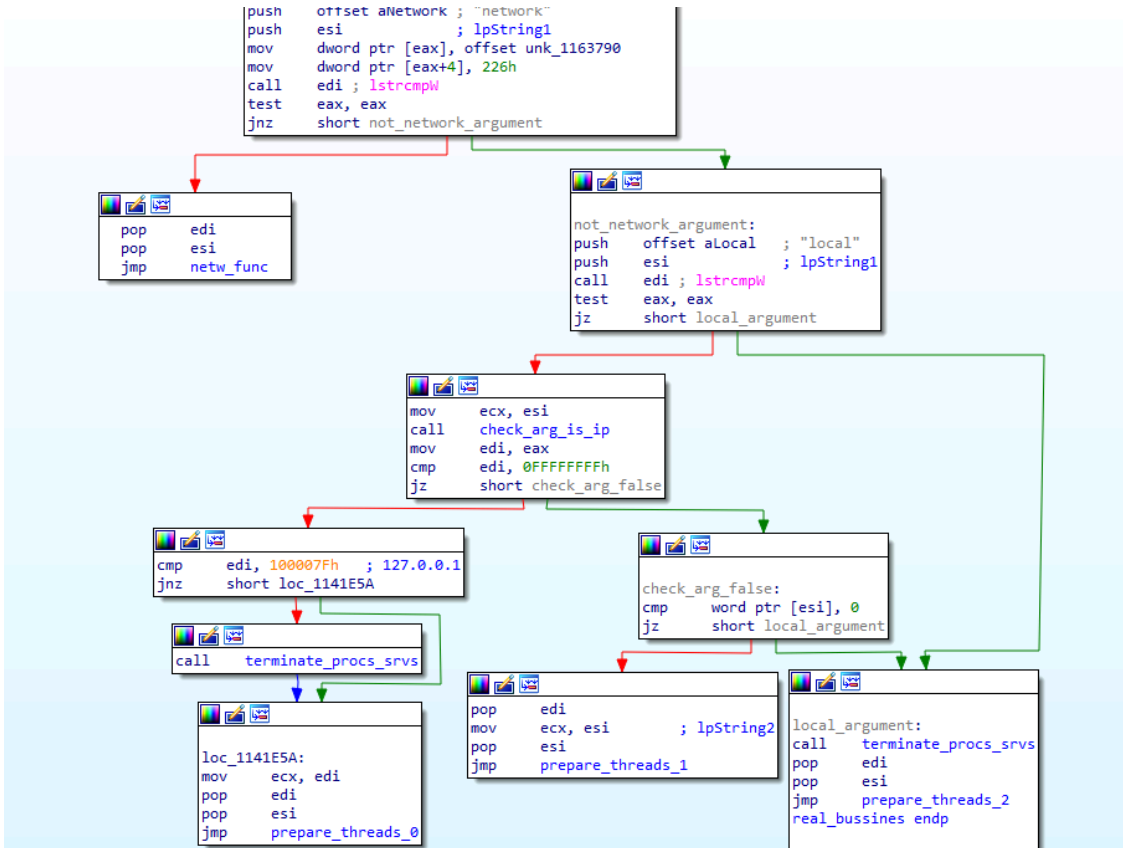 push offset aNetwork ; "network"
push esi ; lpString1
mov dword ptr [eax], offset unk_1163790
mov dword ptr [eax+4], 226h
call edi ; lstrcmpW
test eax, eax
jnz short not_network_argument
pop edi
pop esi
jmp netw_func
not_network_argument:
push offset aLocal ; "local"
push esi ; lpString1
call edi ; lstrcmpW
test eax, eax
jz short local_argument
mov ecx, esi
call check_arg_is_ip
mov edi, eax
cmp edi, 0FFFFFFFFh
jz short check_arg_false
cmp edi, 100007Fh ; 127.0.0.1
jnz short loc_1141E5A
check_arg_false:
cmp word ptr [esi], 0
jz short local_argument
call terminate_procs_srvs
loc_1141E5A:
mov ecx, edi
pop edi
pop esi
jmp prepare_threads_0
pop edi
mov ecx, esi ; lpString2
pop esi
jmp prepare_threads_1
local_argument:
call terminate_procs_srvs
pop edi
pop esi
jmp prepare_threads_2
real_bussines endp